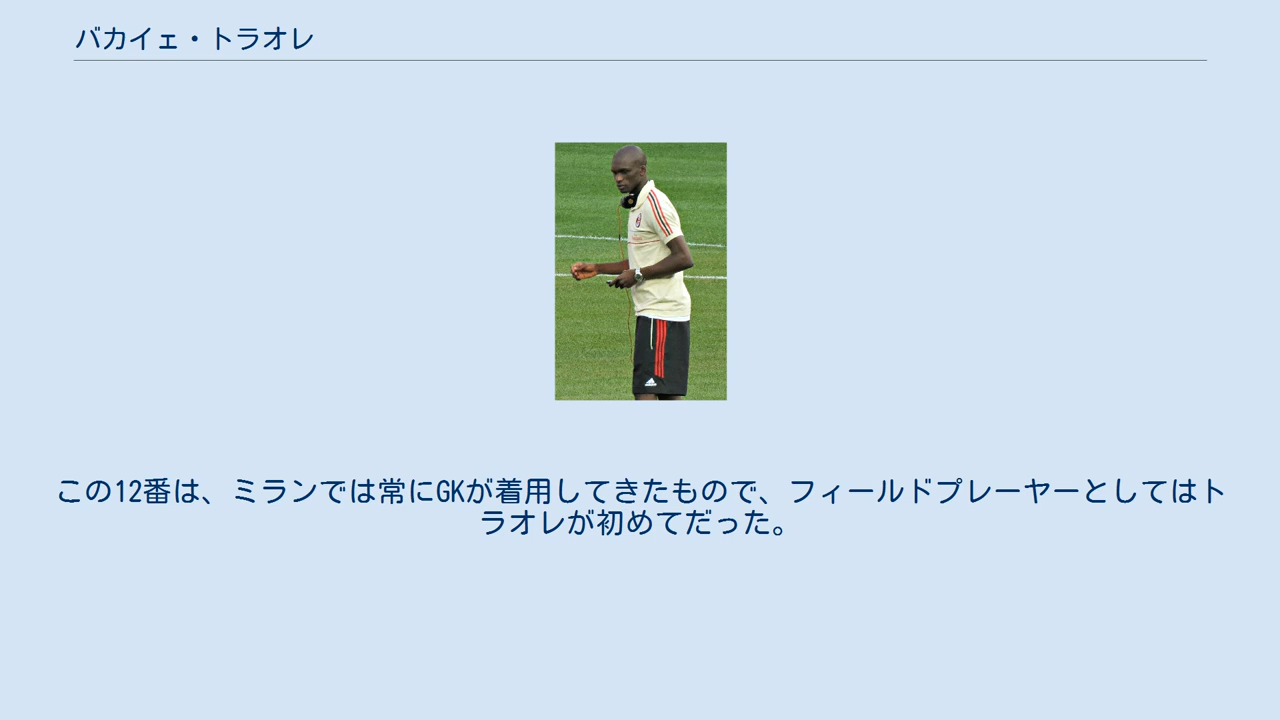 バカイェ・トラオレ
この12番は、ミランでは常にGKが着用してきたもので、フィールドプレーヤーとしてはト
ラオレが初めてだった。